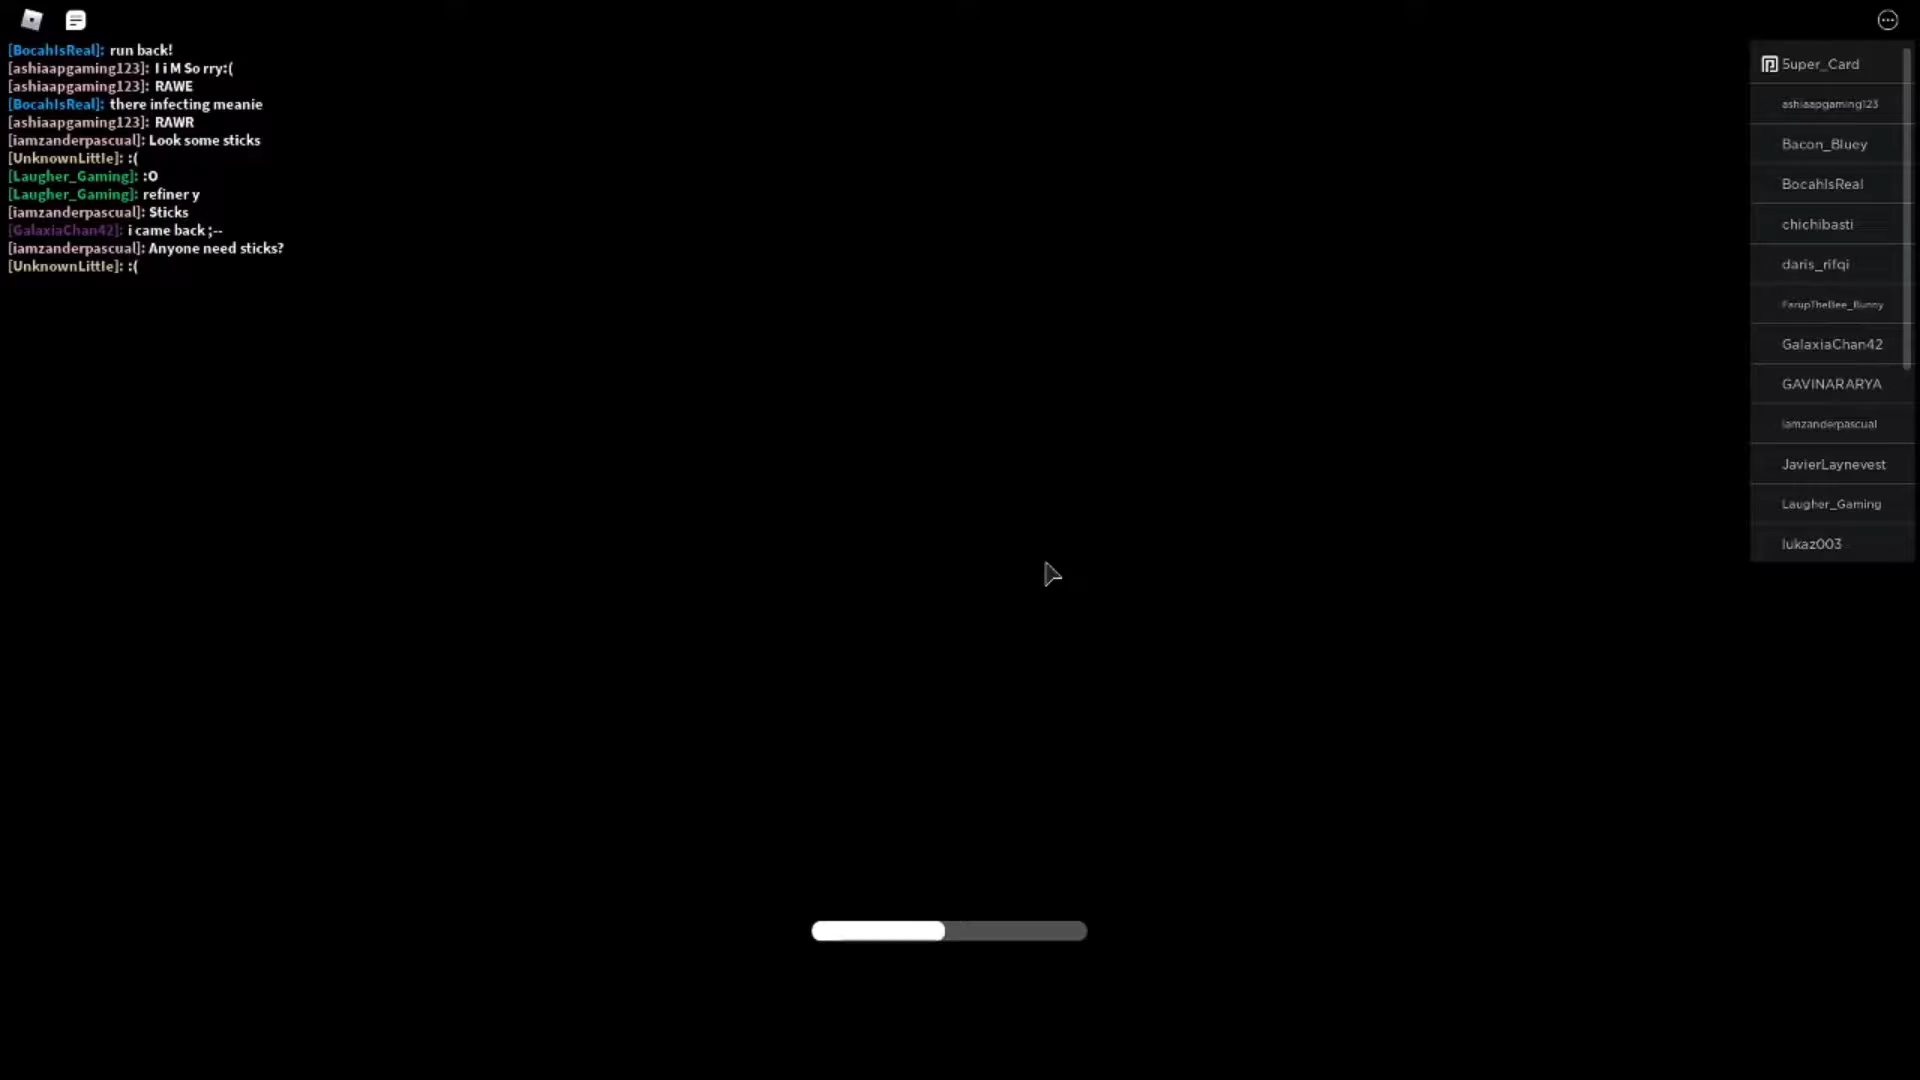 [BocahIsReal]: run back!
[ashiaapgaming123]: I i M So rry:(
[ashiaapgaming123]: RAWE
[BocahIsReal]: there infecting meanie
[ashiaapgaming123]: RAWR
[iamzanderpascual]: Look some sticks
[UnknownLittle]: :(
[Laugher_Gaming]: :O
[Laugher_Gaming]: refiner y
[iamzanderpascual]: Sticks
[GalaxiaChan42]: i came back ;--
[iamzanderpascual]: Anyone need sticks?
[UnknownLittle]: :(
5uper_Card
ashiaapgaming123
Bacon_Bluey
BocahIsReal
chichibasti
daris_rifqi
GalaxiaChan42
GAVINARARYA
iamzanderpascual
JavierLaynevest
Laugher_Gaming
lukaz003